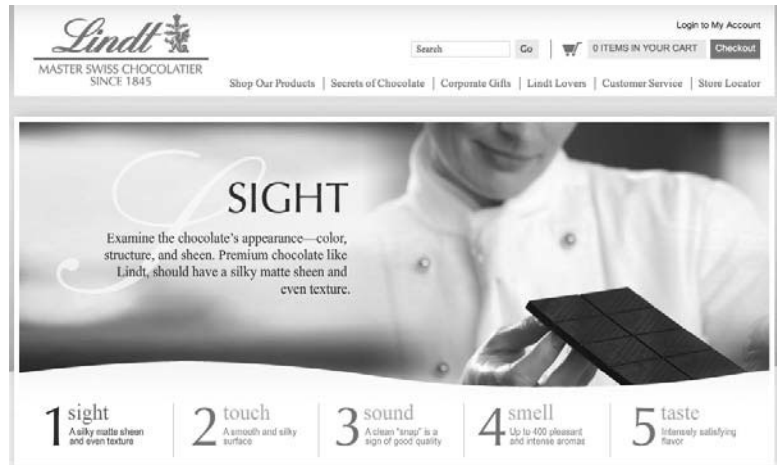 Login to My Account
Lindt
MASTER SWISS CHOCOLATIER
SINCE 1845
Search Go 0 ITEMS IN YOUR CART Checkout
Shop Our Products | Secrets of Chocolate | Corporate Gifts | Lindt Lovers | Customer Service | Store Locator
SIGHT
Examine the chocolate's appearance—color,
structure, and sheen. Premium chocolate like
Lindt, should have a silky matte sheen and
even texture.
1 sight
A silky matte sheen
and even texture
2 touch
A smooth and silky
surface
3 sound
A clean "snap" is a
sign of good quality
4 smell
Up to 400 pleasant
and intense aromas
5 taste
Intensely satisfying
flavor